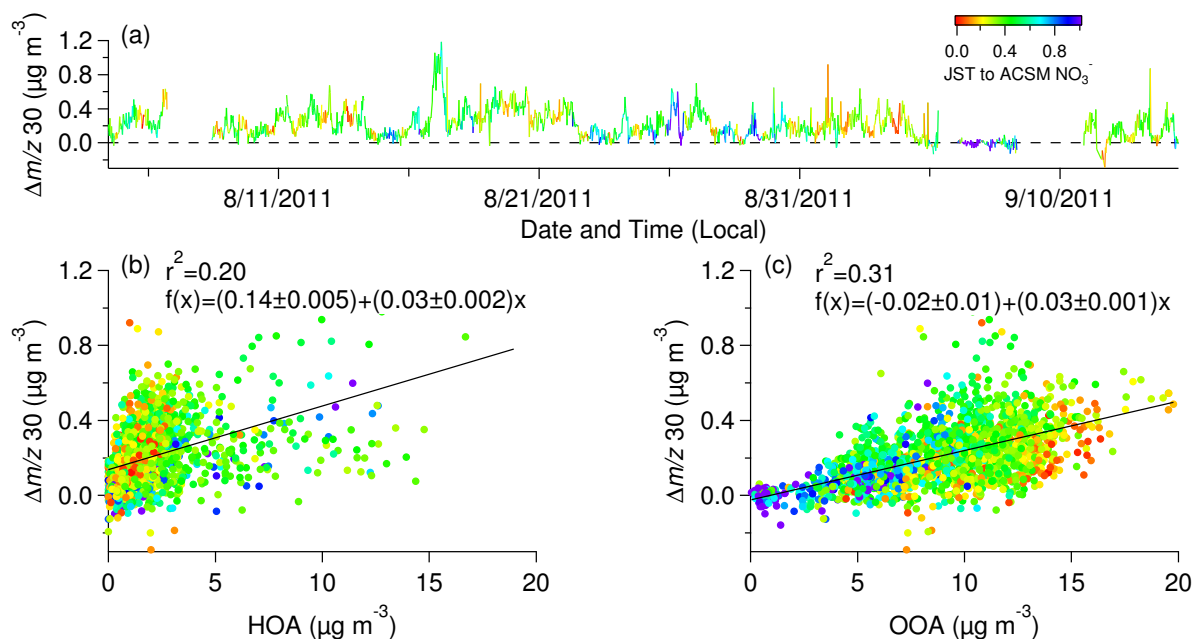 (a)
0.0 0.4 0.8
JST to ACSM NO₃⁻
1.2
0.8
0.4
0.0
Δm/z 30 (µg m⁻³)
8/11/2011 8/21/2011 8/31/2011 9/10/2011
Date and Time (Local)
(b)
r²=0.20
f(x)=(0.14±0.005)+(0.03±0.002)x
1.2
0.8
0.4
0.0
Δm/z 30 (µg m⁻³)
0 5 10 15 20
HOA (µg m⁻³)
(c)
r²=0.31
f(x)=(-0.02±0.01)+(0.03±0.001)x
1.2
0.8
0.4
0.0
Δm/z 30 (µg m⁻³)
0 5 10 15 20
OOA (µg m⁻³)